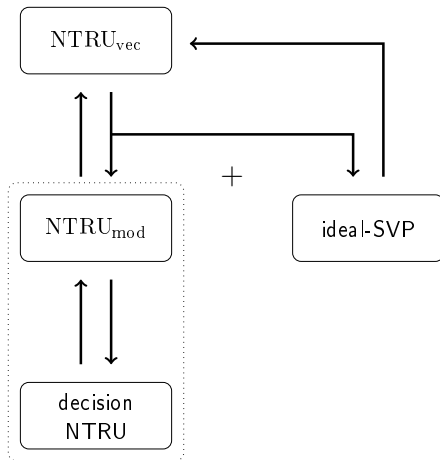 NTRU_vec
+
NTRU_mod
ideal-SVP
decision
NTRU